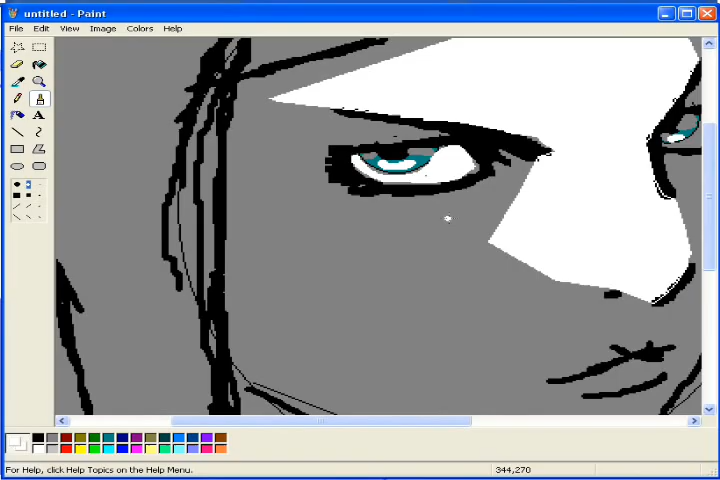 untitled - Paint
File Edit View Image Colors Help
A
For Help, click Help Topics on the Help Menu.
344,270